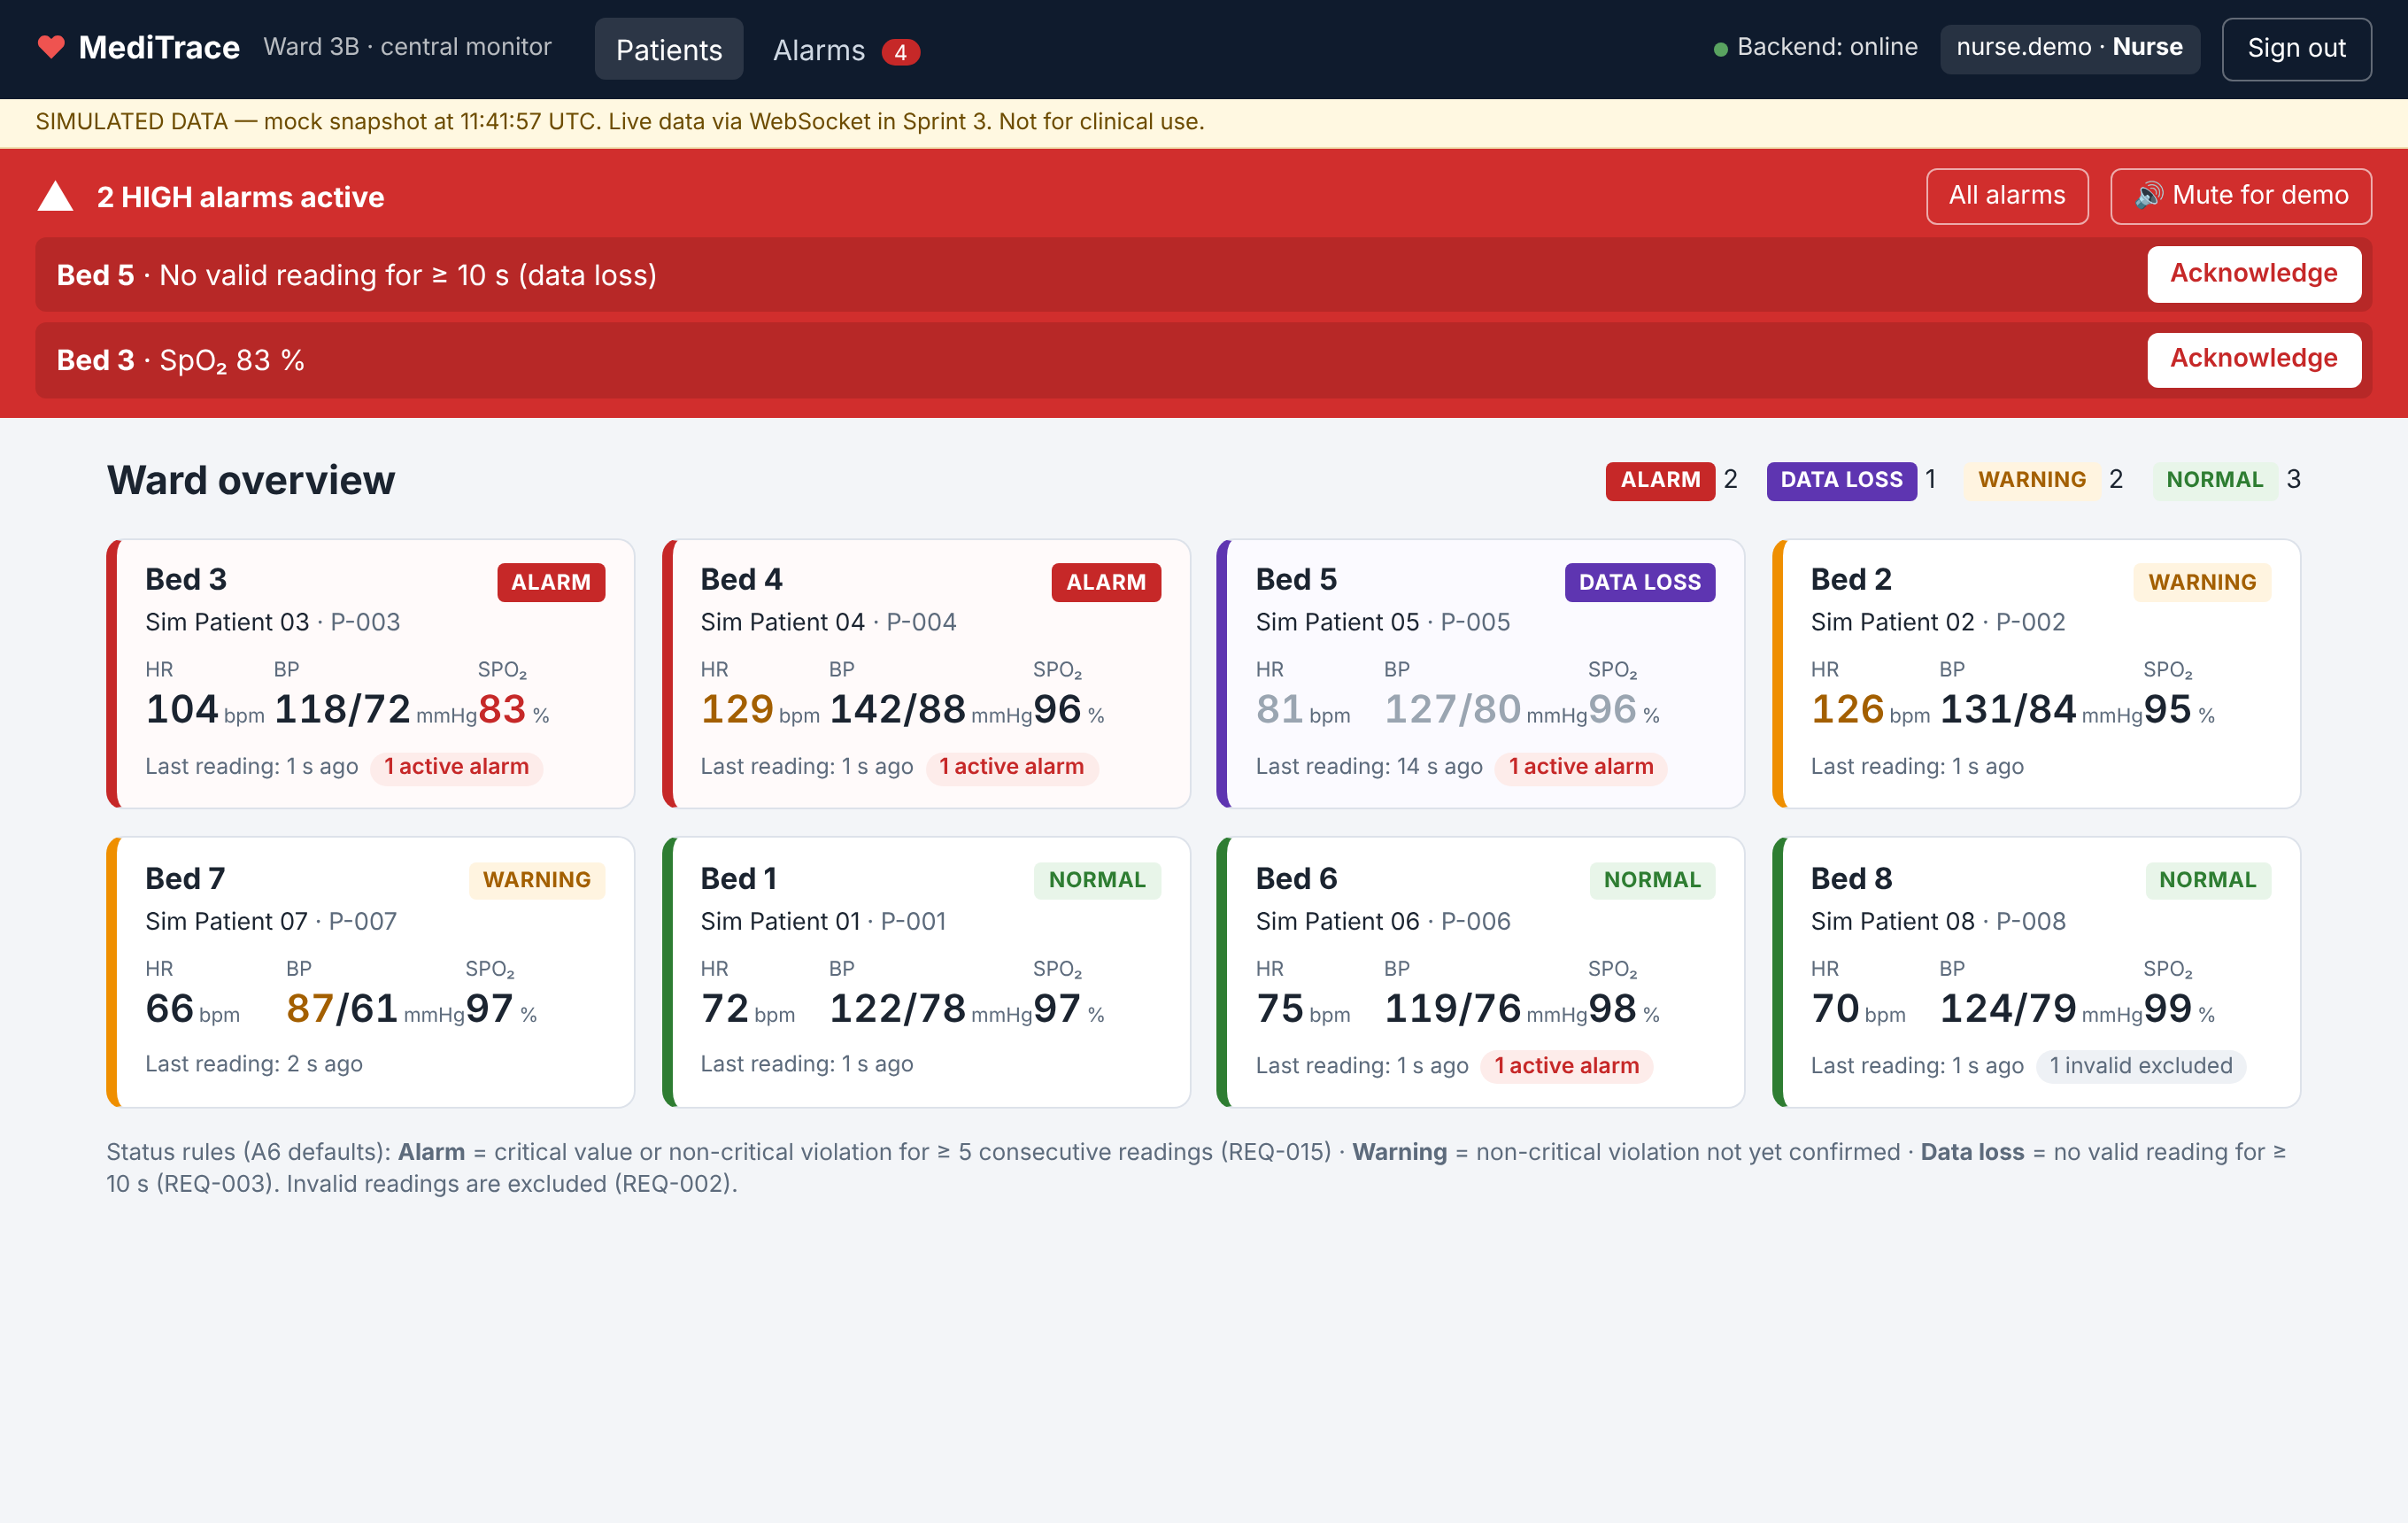 MediTrace Ward 3B · central monitor Patients Alarms 4 Backend: online nurse.demo · Nurse Sign out
SIMULATED DATA — mock snapshot at 11:41:57 UTC. Live data via WebSocket in Sprint 3. Not for clinical use.
2 HIGH alarms active All alarms 🔊 Mute for demo
Bed 5 · No valid reading for ≥ 10 s (data loss) Acknowledge
Bed 3 · SpO₂ 83 % Acknowledge
Ward overview ALARM 2 DATA LOSS 1 WARNING 2 NORMAL 3
Bed 3 ALARM
Sim Patient 03 · P-003
HR BP SPO₂
104 bpm 118/72 mmHg 83 %
Last reading: 1 s ago 1 active alarm
Bed 4 ALARM
Sim Patient 04 · P-004
HR BP SPO₂
129 bpm 142/88 mmHg 96 %
Last reading: 1 s ago 1 active alarm
Bed 5 DATA LOSS
Sim Patient 05 · P-005
HR BP SPO₂
81 bpm 127/80 mmHg 96 %
Last reading: 14 s ago 1 active alarm
Bed 2 WARNING
Sim Patient 02 · P-002
HR BP SPO₂
126 bpm 131/84 mmHg 95 %
Last reading: 1 s ago
Bed 7 WARNING
Sim Patient 07 · P-007
HR BP SPO₂
66 bpm 87/61 mmHg 97 %
Last reading: 2 s ago
Bed 1 NORMAL
Sim Patient 01 · P-001
HR BP SPO₂
72 bpm 122/78 mmHg 97 %
Last reading: 1 s ago
Bed 6 NORMAL
Sim Patient 06 · P-006
HR BP SPO₂
75 bpm 119/76 mmHg 98 %
Last reading: 1 s ago 1 active alarm
Bed 8 NORMAL
Sim Patient 08 · P-008
HR BP SPO₂
70 bpm 124/79 mmHg 99 %
Last reading: 1 s ago 1 invalid excluded
Status rules (A6 defaults): Alarm = critical value or non-critical violation for ≥ 5 consecutive readings (REQ-015) · Warning = non-critical violation not yet confirmed · Data loss = no valid reading for ≥
10 s (REQ-003). Invalid readings are excluded (REQ-002).